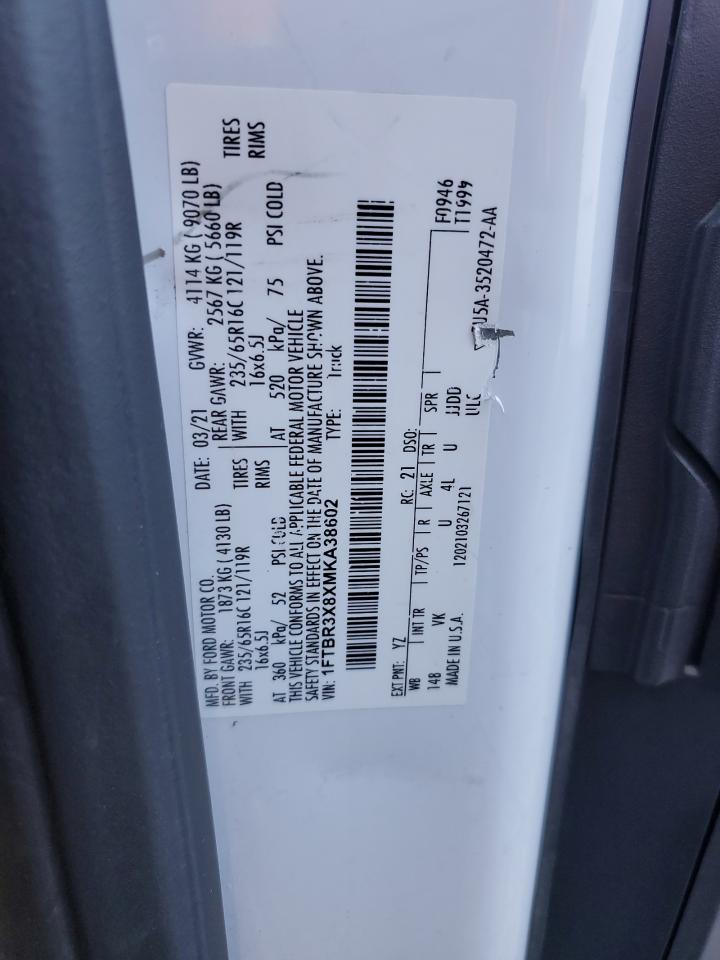 MFD. BY FORD MOTOR CO. DATE: 03/21 GVWR: 4114 KG ( 9070 LB)
FRONT GAWR: 1873 KG ( 4130 LB) REAR GAWR: 2567 KG ( 5660 LB)
WITH 235/65R16C 121/119R TIRES WITH 235/65R16C 121/119R TIRES
16x6.5J RIMS 16x6.5J RIMS
AT 360 kPa/ 52 PSI COLD AT 520 kPa/ 75 PSI COLD
THIS VEHICLE CONFORMS TO ALL APPLICABLE FEDERAL MOTOR VEHICLE
SAFETY STANDARDS IN EFFECT ON THE DATE OF MANUFACTURE SHOWN ABOVE.
VIN: 1FTBR3X8XMKA38602 TYPE: Truck
EXT PNT: YZ RC: 21 DSO: F0946
WB INT TR TP/PS R AXLE TR SPR T1999
148 VK U 4L U JJDD
MADE IN U.S.A. 1202103267121 U5A-3520472-AA